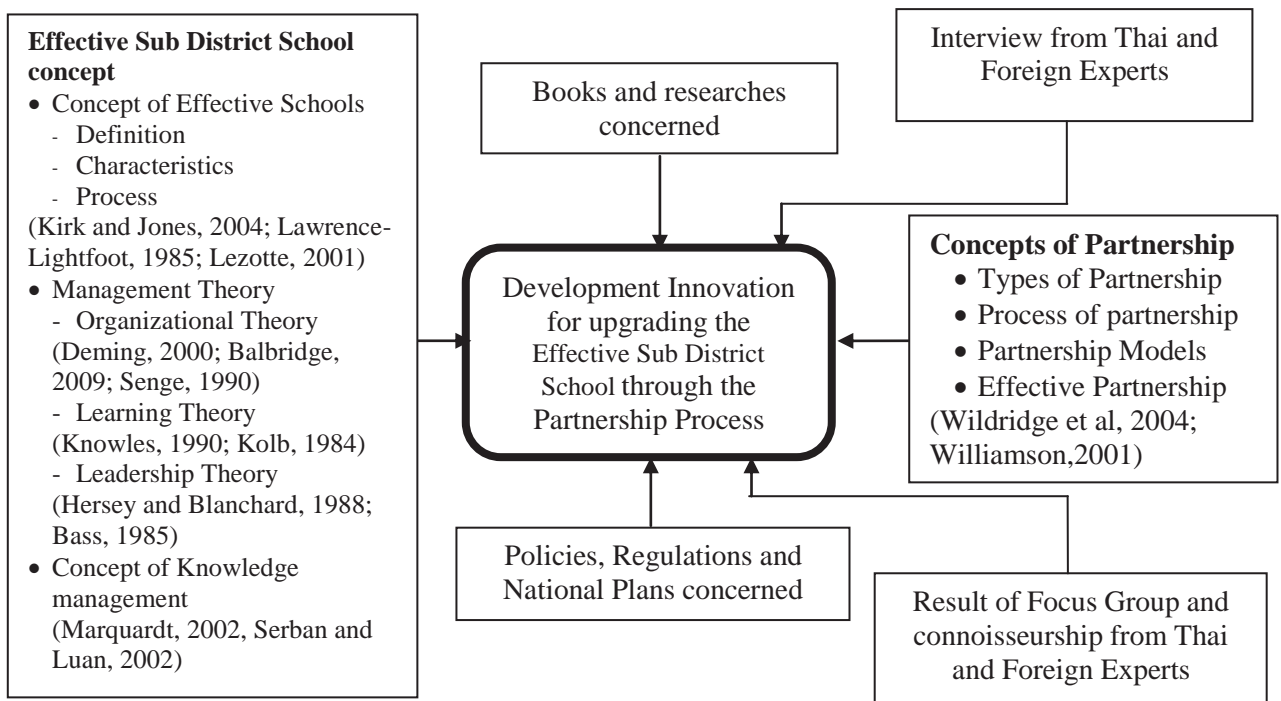 Effective Sub District School
concept
• Concept of Effective Schools
- Definition
- Characteristics
- Process
(Kirk and Jones, 2004; Lawrence-
Lightfoot, 1985; Lezotte, 2001)
• Management Theory
- Organizational Theory
(Deming, 2000; Balbridge,
2009; Senge, 1990)
- Learning Theory
(Knowles, 1990; Kolb, 1984)
- Leadership Theory
(Hersey and Blanchard, 1988;
Bass, 1985)
• Concept of Knowledge
management
(Marquardt, 2002, Serban and
Luan, 2002)
Books and researches
concerned
Interview from Thai and
Foreign Experts
Development Innovation
for upgrading the
Effective Sub District
School through the
Partnership Process
Concepts of Partnership
• Types of Partnership
• Process of partnership
• Partnership Models
• Effective Partnership
(Wildridge et al, 2004;
Williamson,2001)
Policies, Regulations and
National Plans concerned
Result of Focus Group and
connoisseurship from Thai
and Foreign Experts